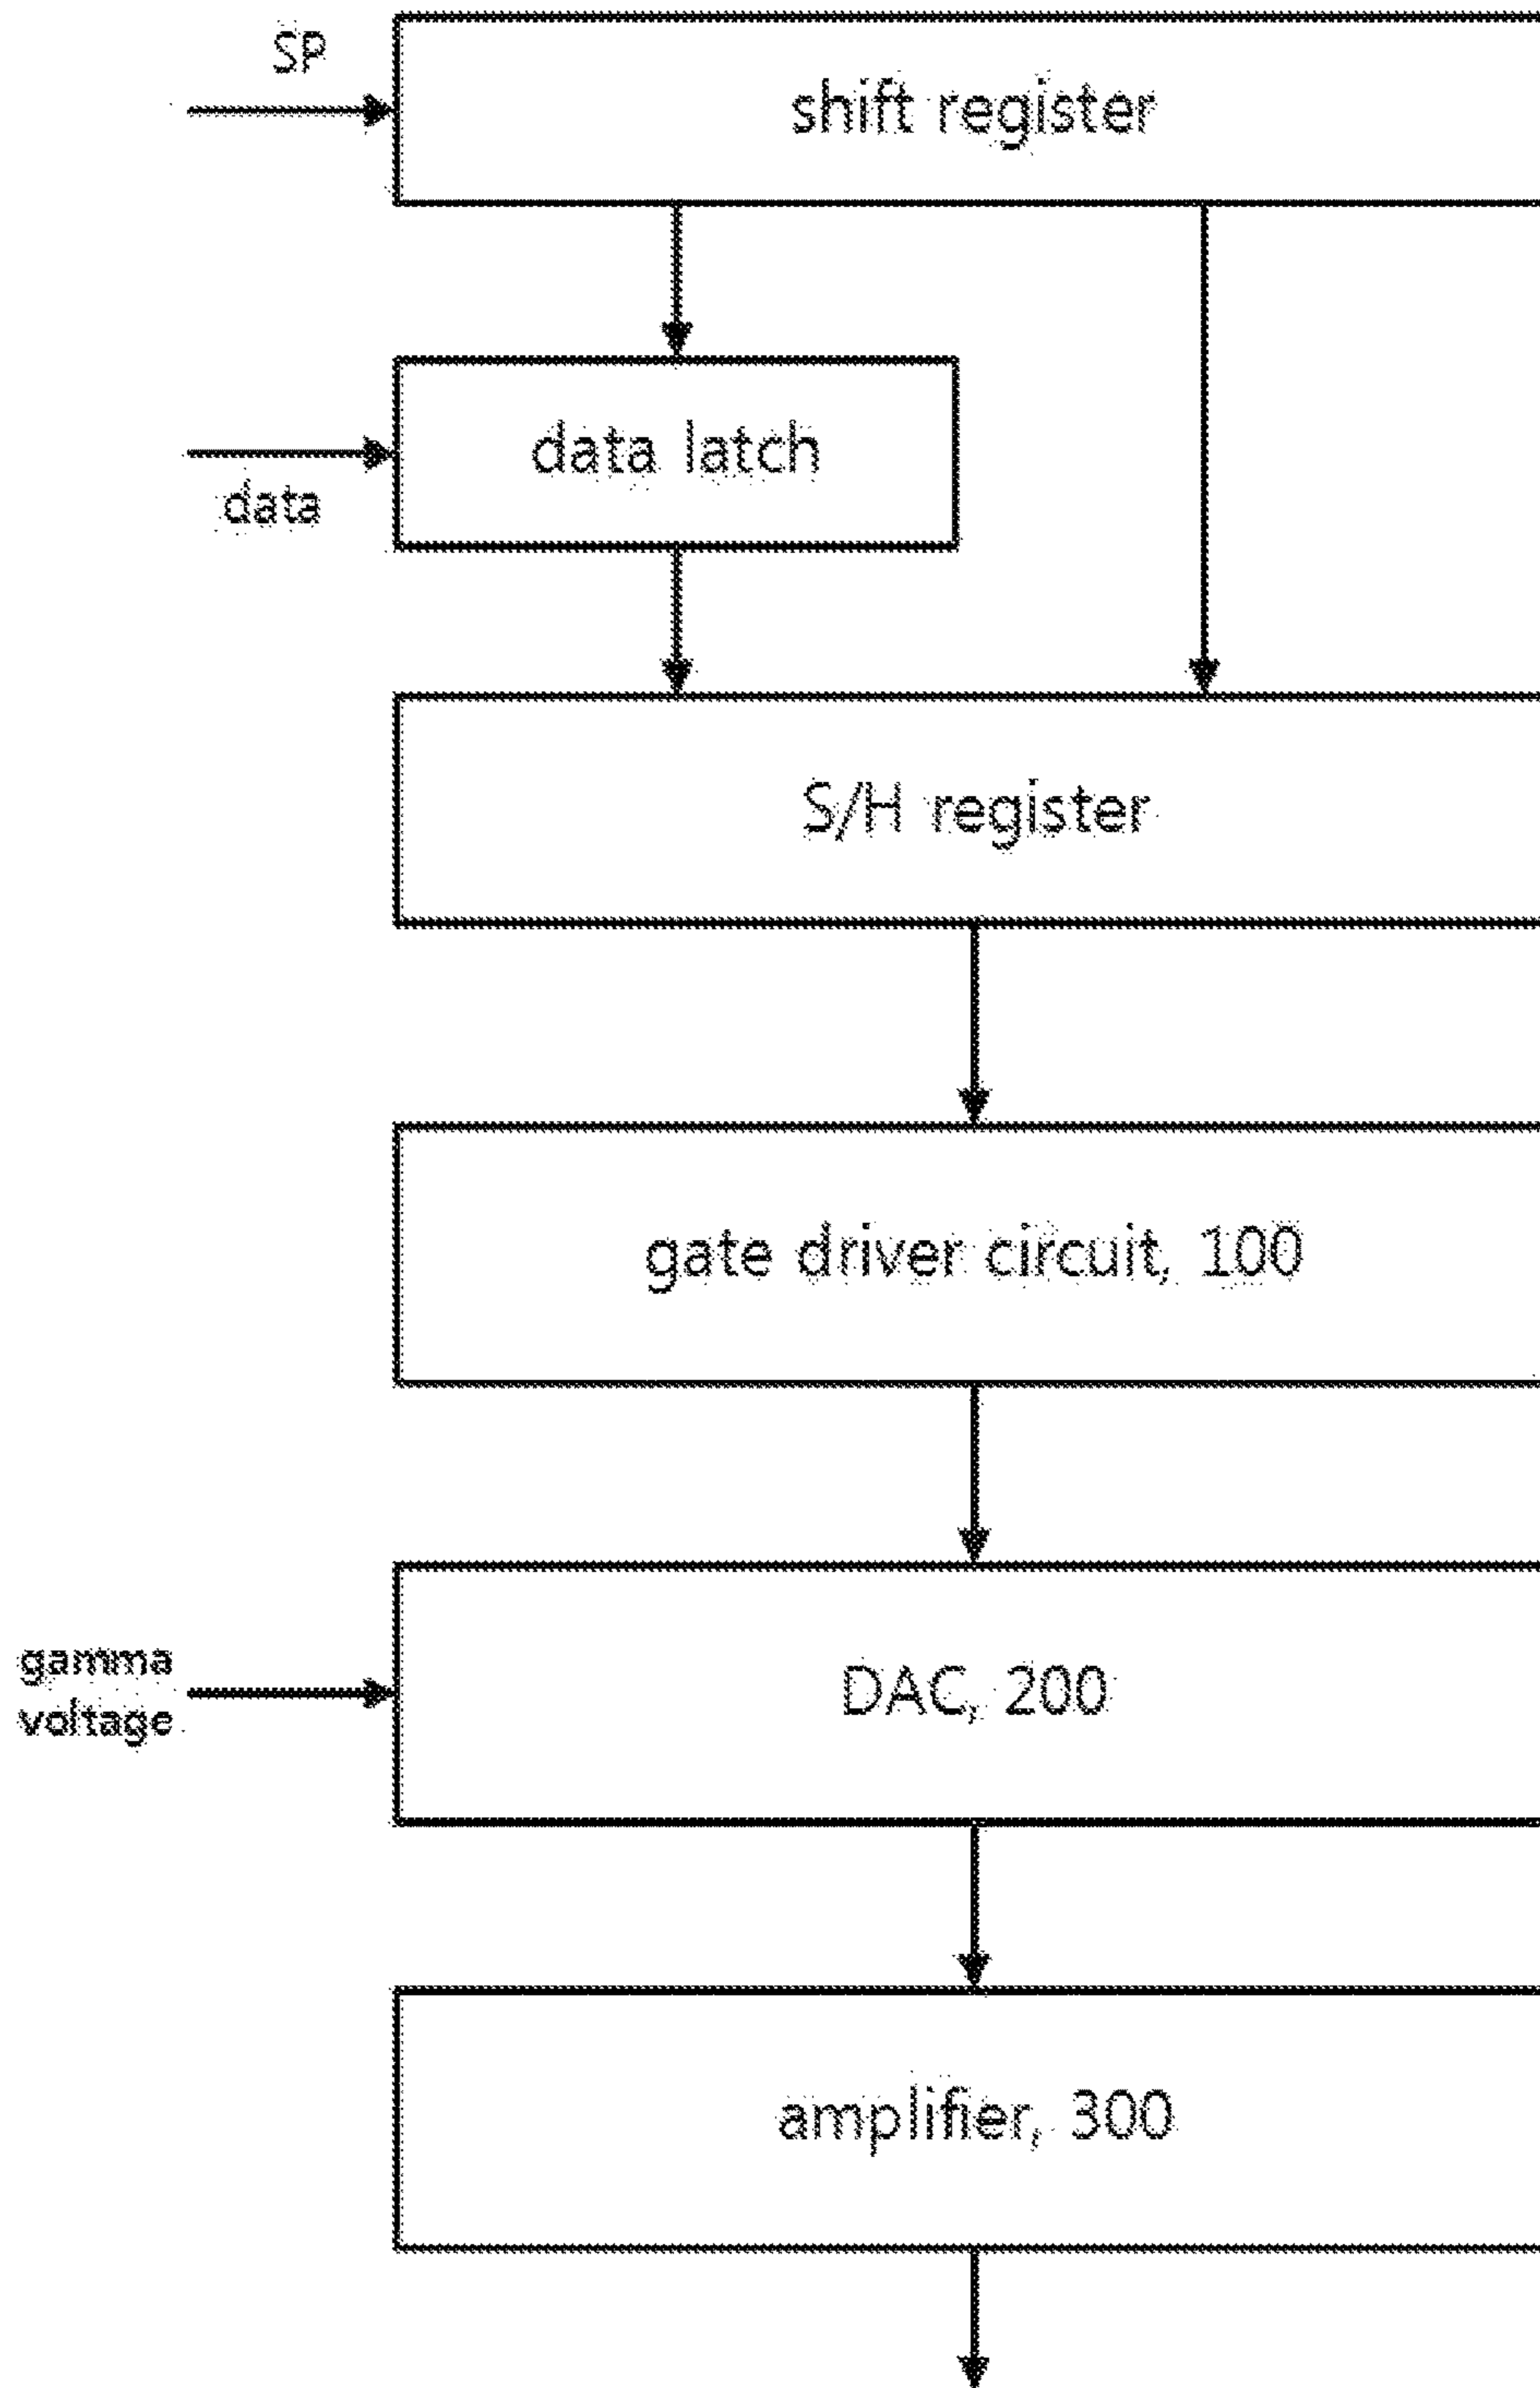 SP
shift register
data latch
data
S/H register
gate driver circuit, 100
gamma
voltage
DAC, 200
amplifier, 300